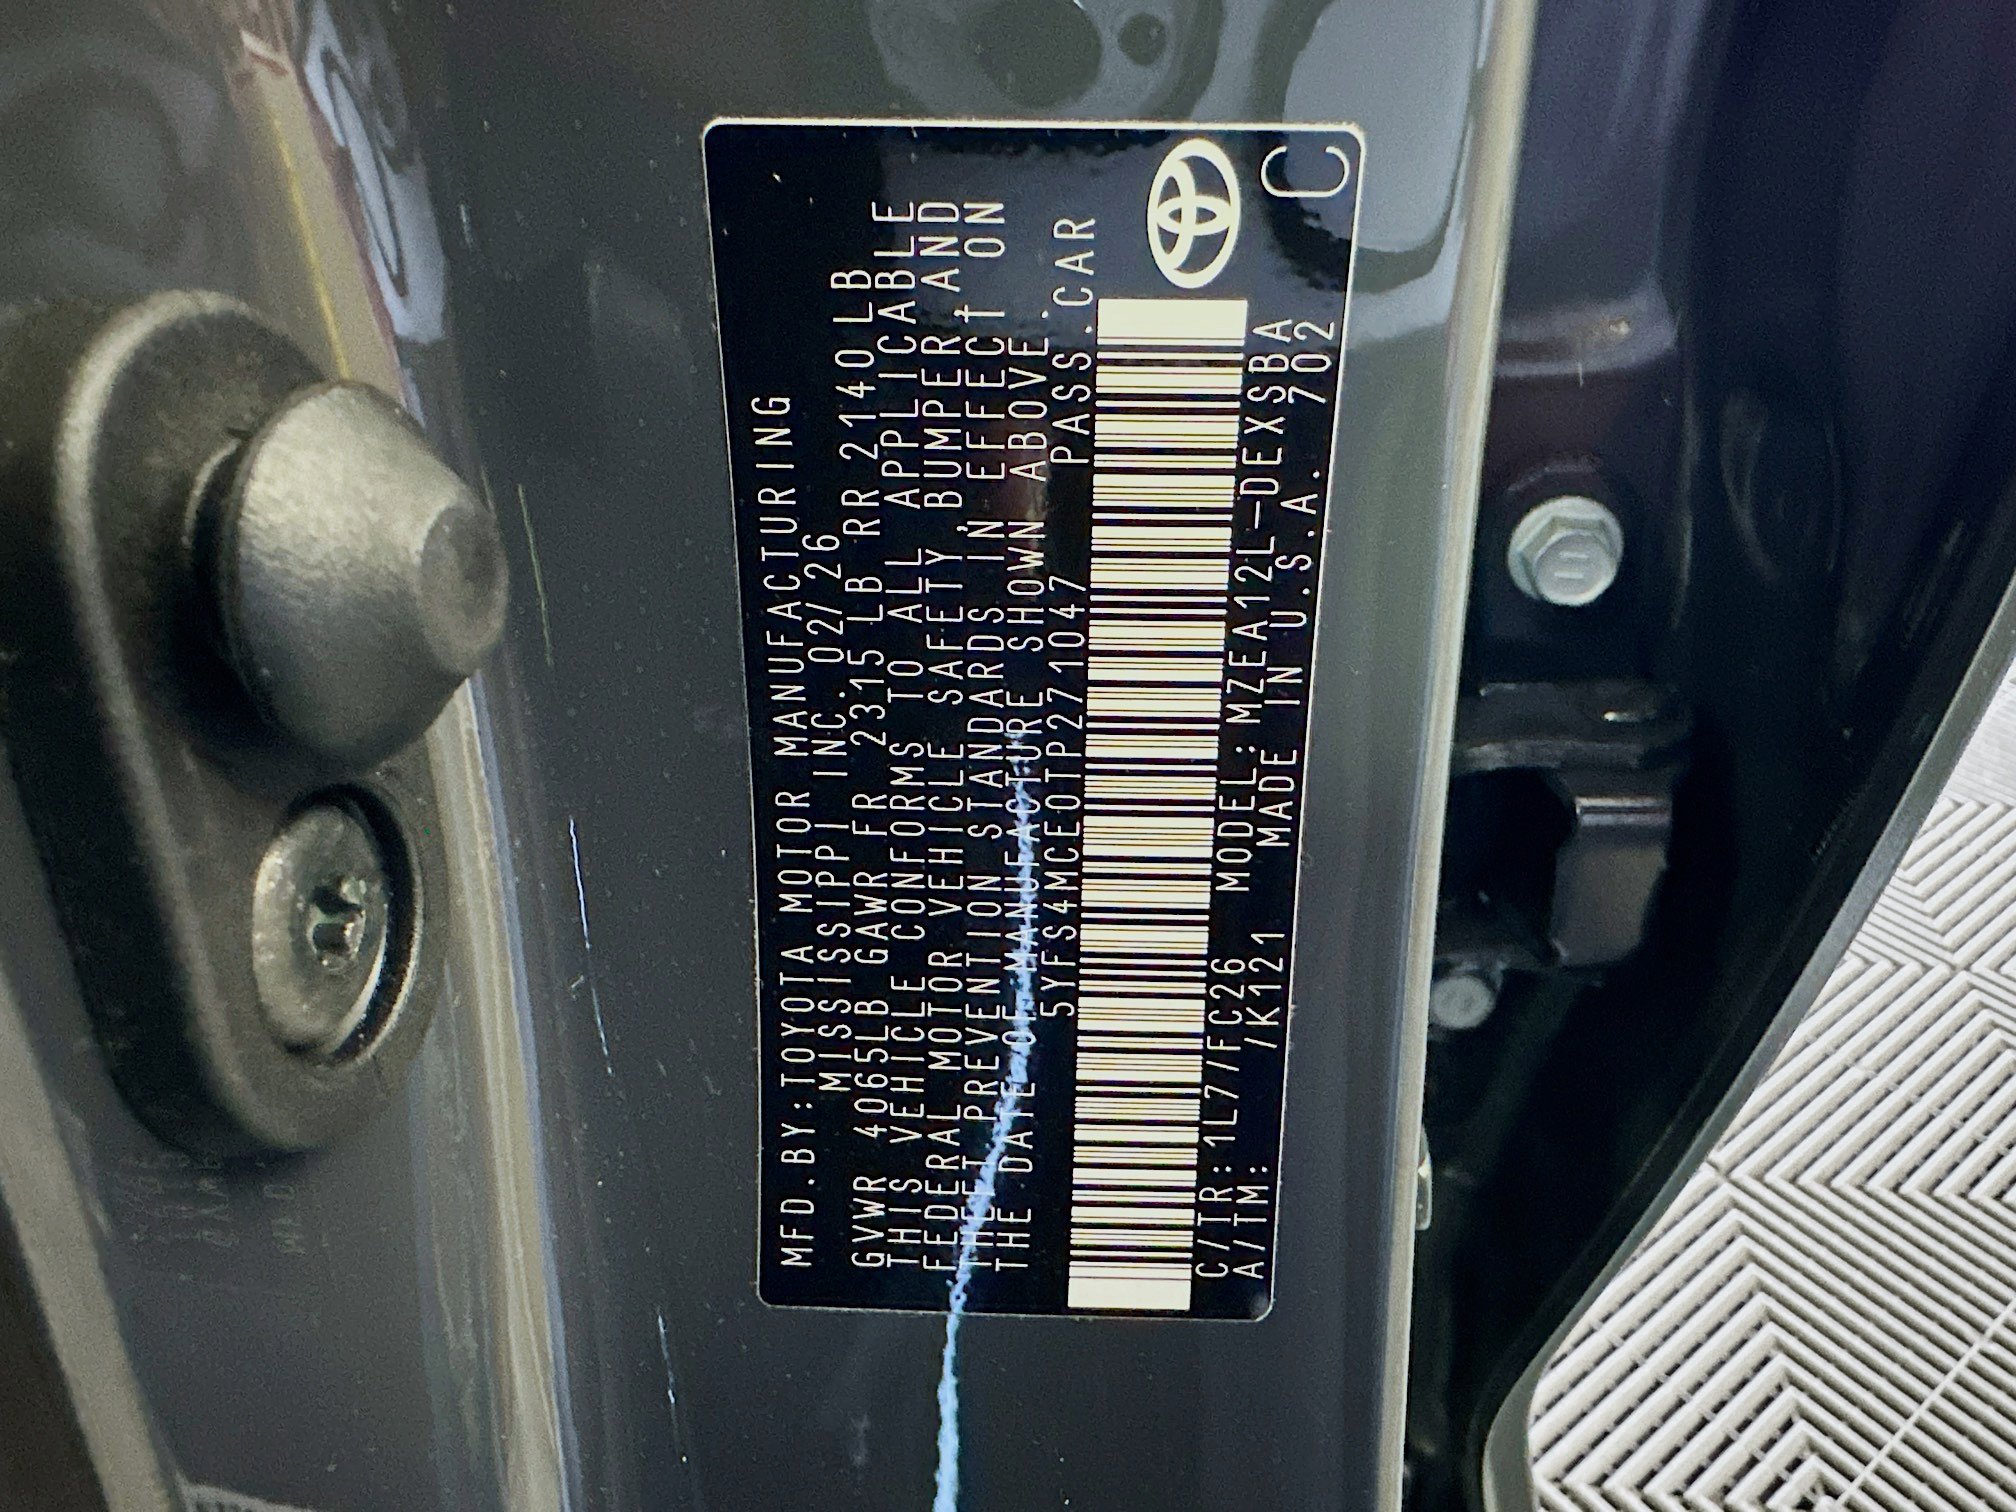 MFD.BY:TOYOTA MOTOR MANUFACTURING
MISSISSIPPI INC. 02/26
GVWR 4065LB GAWR FR 2315 LB RR 2140 LB
THIS VEHICLE CONFORMS TO ALL APPLICABLE
FEDERAL MOTOR VEHICLE SAFETY, BUMPER, AND
THEFT PREVENTION STANDARDS IN EFFECT ON
THE DATE OF MANUFACTURE SHOWN ABOVE.
5YFS4MCE0TP271047 PASS.CAR
C/TR:1L7/FC26 MODEL:MZEA12L-DEXSBA
A/TM: /K121 MADE IN U.S.A. 702
C